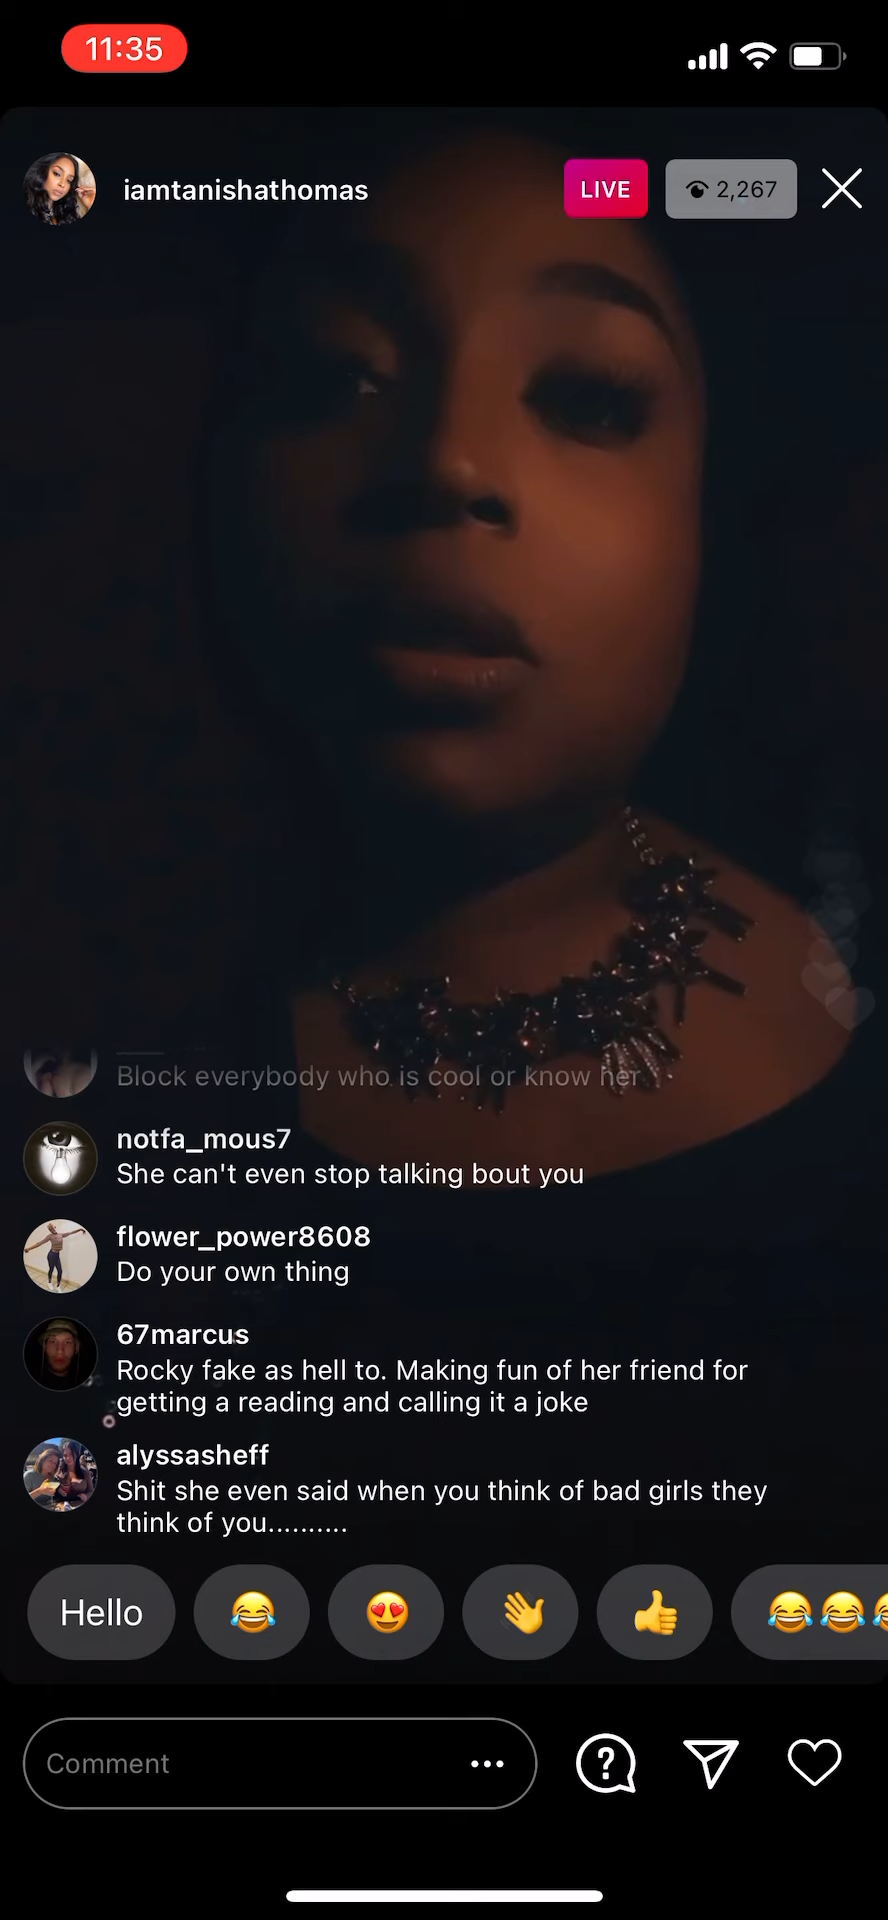 11:35
iamtanishathomas
LIVE
2,267
Block everybody who is cool or know her
notfa_mous7
She can't even stop talking bout you
flower_power8608
Do your own thing
67marcus
Rocky fake as hell to. Making fun of her friend for
getting a reading and calling it a joke
alyssasheff
Shit she even said when you think of bad girls they
think of you..........
Hello
Comment